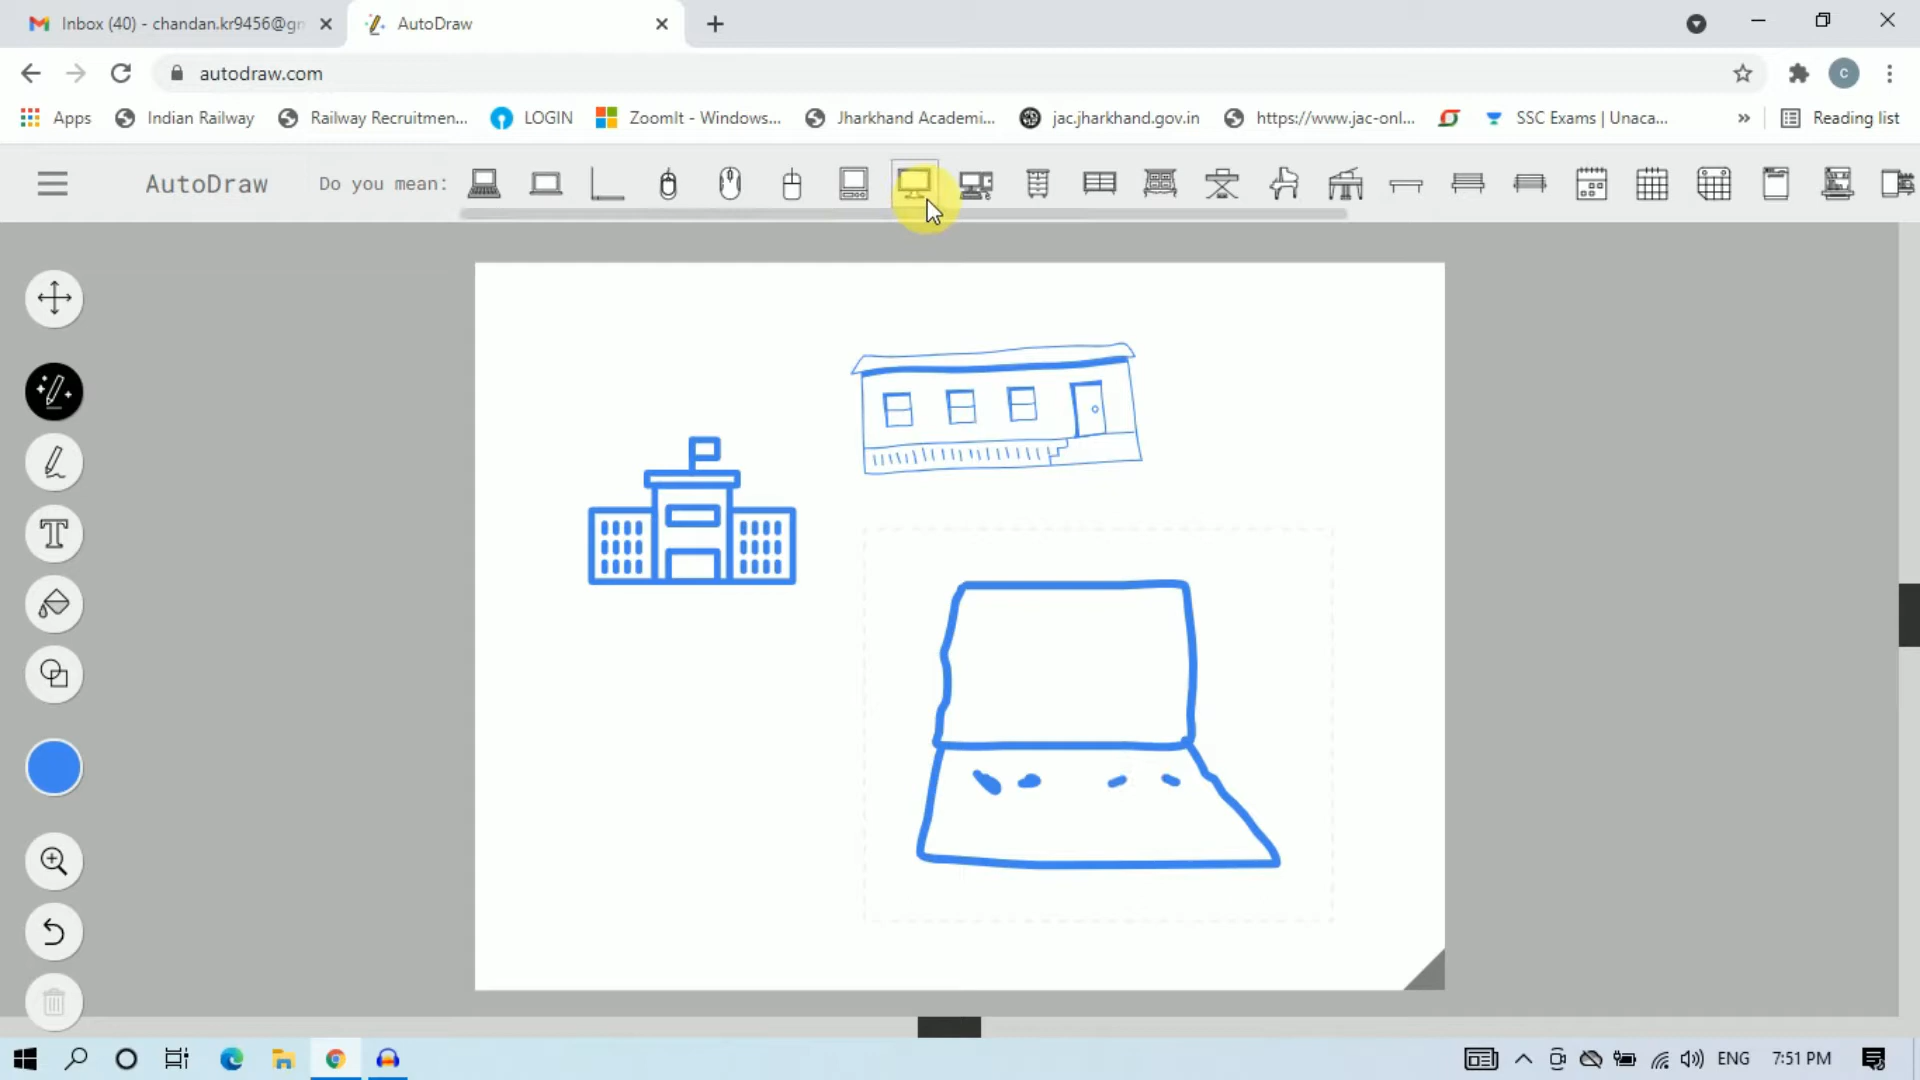 Inbox (40) - chandan.kr9456@gm
AutoDraw
autodraw.com
C
Apps
Indian Railway
Railway Recruitmen...
LOGIN
ZoomIt - Windows...
Jharkhand Academi...
jac.jharkhand.gov.in
https://www.jac-onl...
SSC Exams | Unaca...
»
Reading list
AutoDraw
Do you mean:
T
ENG
7:51 PM